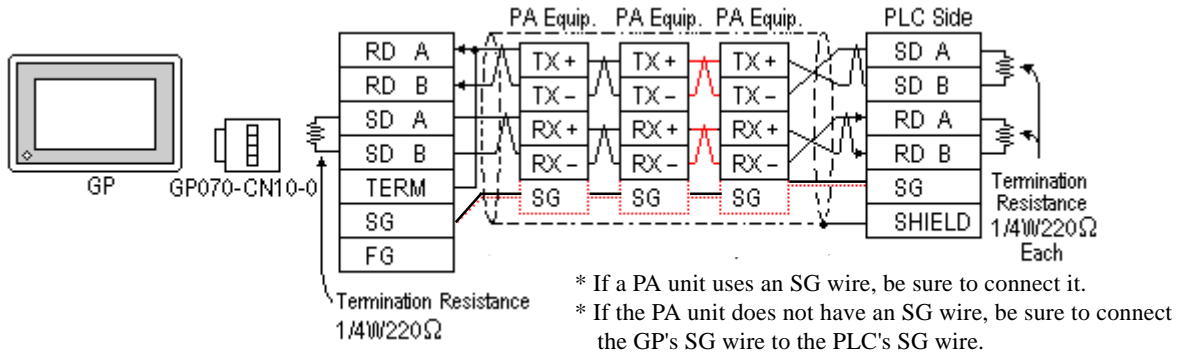 PA Equip. PA Equip. PA Equip. PLC Side
RD A TX + TX + TX + SD A
RD B TX – TX – TX – SD B
SD A RX + RX + RX + RD A
SD B RX – RX – RX – RD B
TERM SG SG SG SG
SG SHIELD
FG
GP GP070-CN10-0
Termination
Resistance
1/4W220Ω
Each
Termination Resistance
1/4W220Ω
* If a PA unit uses an SG wire, be sure to connect it.
* If the PA unit does not have an SG wire, be sure to connect
the GP's SG wire to the PLC's SG wire.